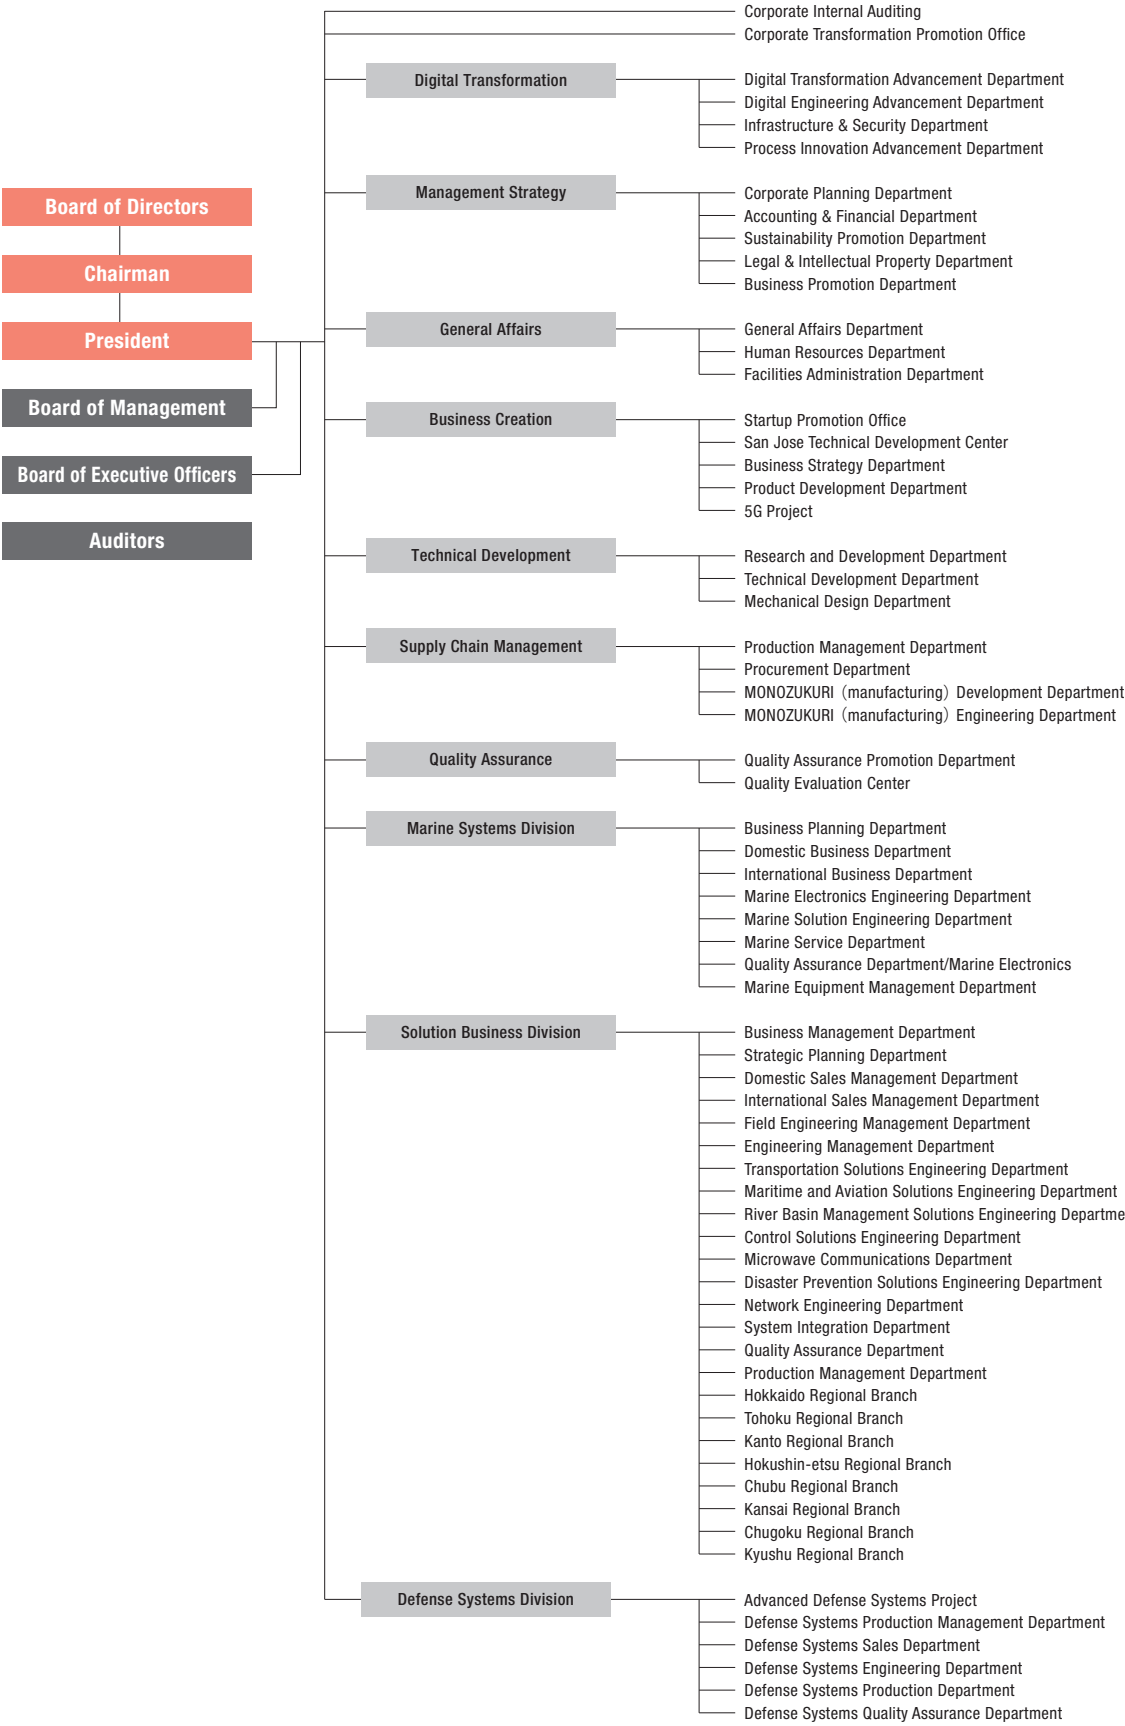 Board of Directors
Chairman
President
Board of Management
Board of Executive Officers
Auditors
Corporate Internal Auditing
Corporate Transformation Promotion Office
Digital Transformation
Digital Transformation Advancement Department
Digital Engineering Advancement Department
Infrastructure & Security Department
Process Innovation Advancement Department
Management Strategy
Corporate Planning Department
Accounting & Financial Department
Sustainability Promotion Department
Legal & Intellectual Property Department
Business Promotion Department
General Affairs
General Affairs Department
Human Resources Department
Facilities Administration Department
Business Creation
Startup Promotion Office
San Jose Technical Development Center
Business Strategy Department
Product Development Department
5G Project
Technical Development
Research and Development Department
Technical Development Department
Mechanical Design Department
Supply Chain Management
Production Management Department
Procurement Department
MONOZUKURI（manufacturing）Development Department
MONOZUKURI（manufacturing）Engineering Department
Quality Assurance
Quality Assurance Promotion Department
Quality Evaluation Center
Marine Systems Division
Business Planning Department
Domestic Business Department
International Business Department
Marine Electronics Engineering Department
Marine Solution Engineering Department
Marine Service Department
Quality Assurance Department/Marine Electronics
Marine Equipment Management Department
Solution Business Division
Business Management Department
Strategic Planning Department
Domestic Sales Management Department
International Sales Management Department
Field Engineering Management Department
Engineering Management Department
Transportation Solutions Engineering Department
Maritime and Aviation Solutions Engineering Department
River Basin Management Solutions Engineering Departme
Control Solutions Engineering Department
Microwave Communications Department
Disaster Prevention Solutions Engineering Department
Network Engineering Department
System Integration Department
Quality Assurance Department
Production Management Department
Hokkaido Regional Branch
Tohoku Regional Branch
Kanto Regional Branch
Hokushin-etsu Regional Branch
Chubu Regional Branch
Kansai Regional Branch
Chugoku Regional Branch
Kyushu Regional Branch
Defense Systems Division
Advanced Defense Systems Project
Defense Systems Production Management Department
Defense Systems Sales Department
Defense Systems Engineering Department
Defense Systems Production Department
Defense Systems Quality Assurance Department